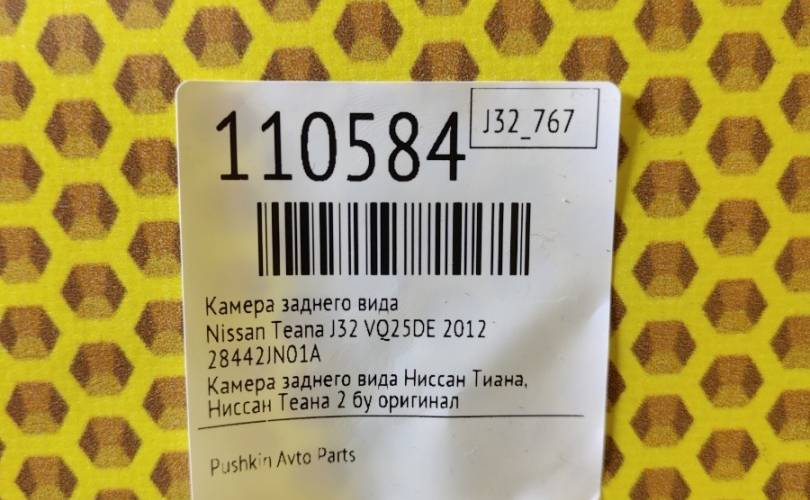 110584
J32_767
Камера заднего вида
Nissan Teana J32 VQ25DE 2012
28442JN01A
Камера заднего вида Ниссан Тиана,
Ниссан Теана 2 бу оригинал
Pushkin Avto Parts